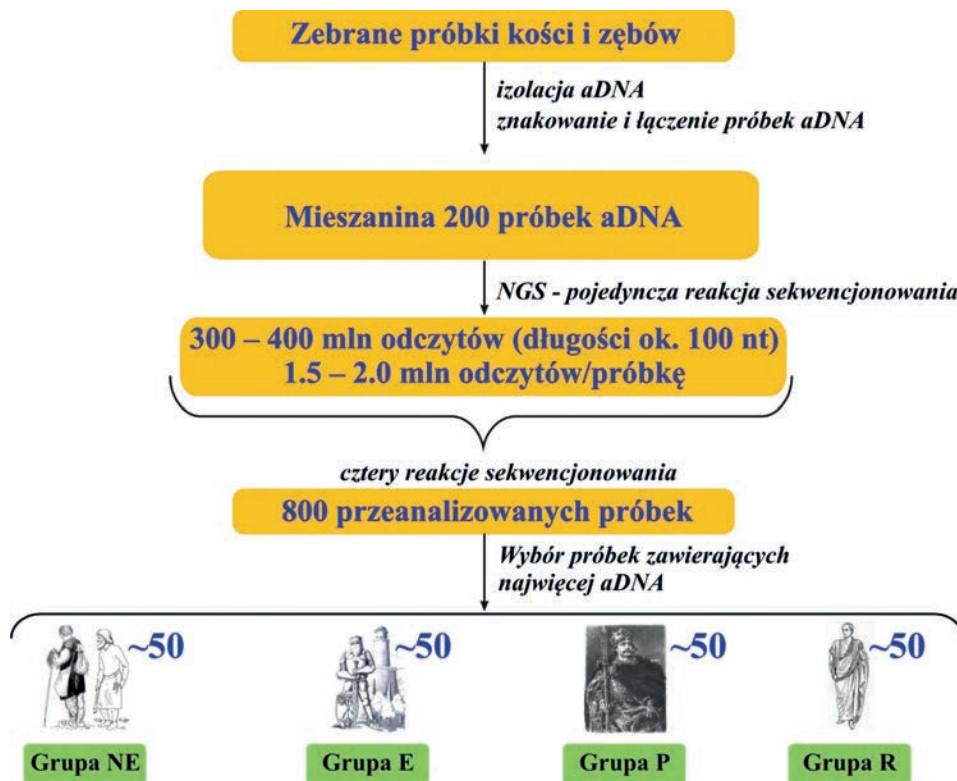 Zebrane próbki kości i zębów
izolacja aDNA
znakowanie i łączenie próbek aDNA
Mieszanina 200 próbek aDNA
NGS - pojedyncza reakcja sekwencjonowania
300 – 400 mln odczytów (długości ok. 100 nt)
1.5 – 2.0 mln odczytów/próbkę
cztery reakcje sekwencjonowania
800 przeanalizowanych próbek
Wybór próbek zawierających
najwięcej aDNA
~50
~50
~50
~50
Grupa NE
Grupa E
Grupa P
Grupa R